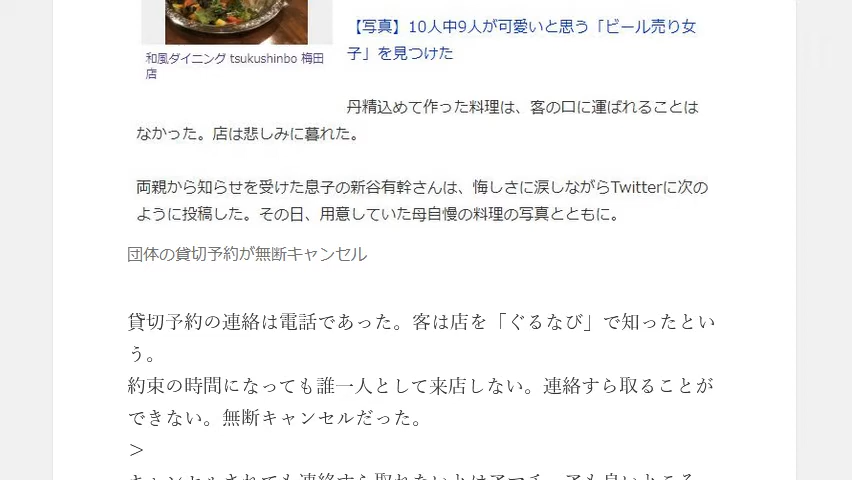 【写真】10人中9人が可愛いと思う「ビール売り女
子」を見つけた
和風ダイニング tsukushinbo 梅田
店
丹精込めて作った料理は、客の口に運ばれることは
なかった。店は悲しみに暮れた。
両親から知らせを受けた息子の新谷有幹さんは、悔しさに涙しながらTwitterに次の
ように投稿した。その日、用意していた母自慢の料理の写真とともに。
団体の貸切予約が無断キャンセル
貸切予約の連絡は電話であった。客は店を「ぐるなび」で知ったとい
う。
約束の時間になっても誰一人として来店しない。連絡すら取ることが
できない。無断キャンセルだった。
＞